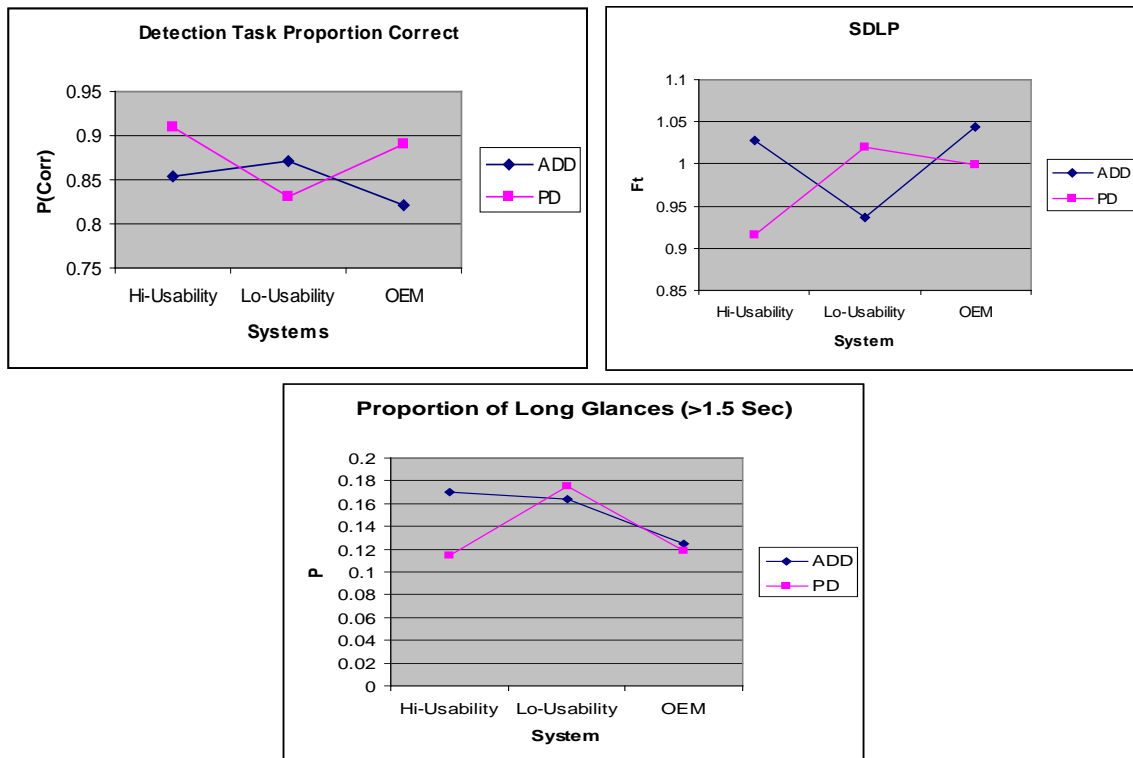 Detection Task Proportion Correct
0.95
0.9
0.85
0.8
0.75
P(Corr)
Hi-Usability Lo-Usability OEM
Systems
ADD
PD
SDLP
1.1
1.05
1
0.95
0.9
0.85
Ft
Hi-Usability Lo-Usability OEM
System
ADD
PD
Proportion of Long Glances (>1.5 Sec)
0.2
0.18
0.16
0.14
0.12
0.1
0.08
0.06
0.04
0.02
0
P
Hi-Usability Lo-Usability OEM
System
ADD
PD